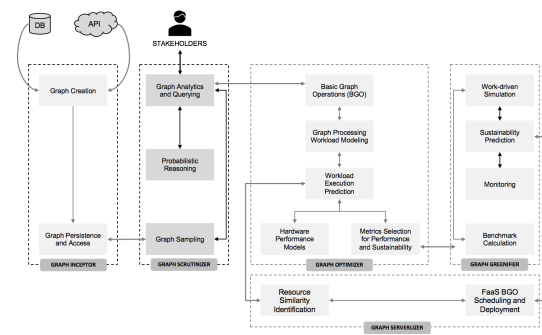 DB
API
STAKEHOLDERS
Graph Creation
Graph Analytics
and Querying
Basic Graph
Operations (BGO)
Work-driven
Simulation
Graph Processing
Workload Modeling
Sustainability
Prediction
Probabilistic
Reasoning
Workload
Execution
Prediction
Monitoring
Graph Persistence
and Access
Graph Sampling
Hardware
Performance
Models
Metrics Selection
for Performance
and Sustainability
Benchmark
Calculation
GRAPH INCEPTOR
GRAPH SCRUTINIZER
GRAPH OPTIMIZER
GRAPH GREENIFIER
Resource
Similarity
Identification
FaaS BGO
Scheduling and
Deployment
GRAPH SERVERLIZER